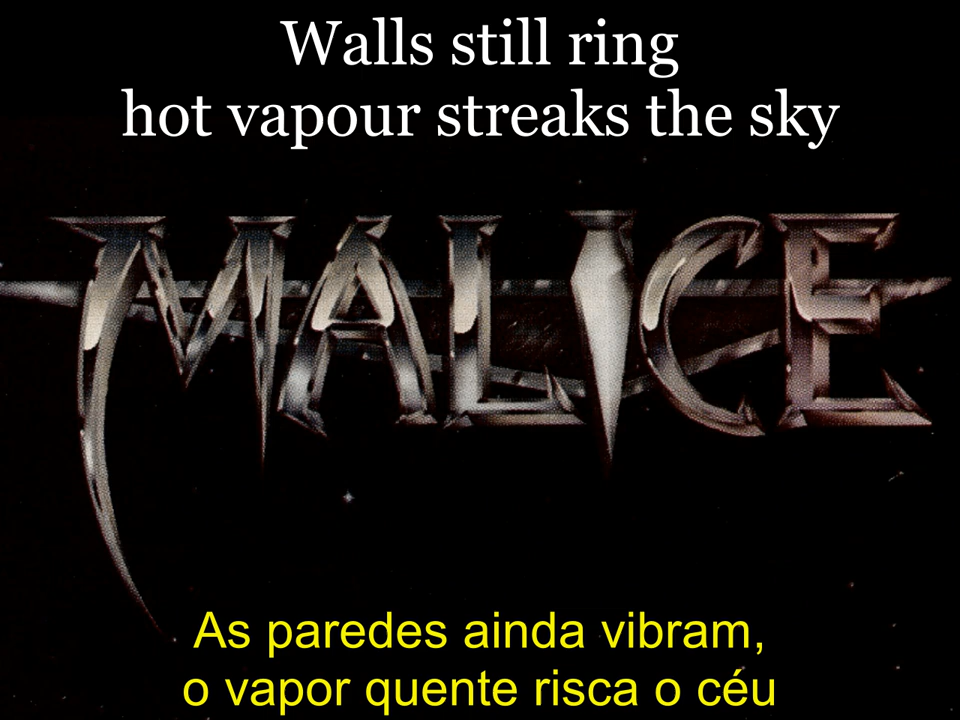 Walls still ring
hot vapour streaks the sky
MALICE
As paredes ainda vibram,
o vapor quente risca o céu